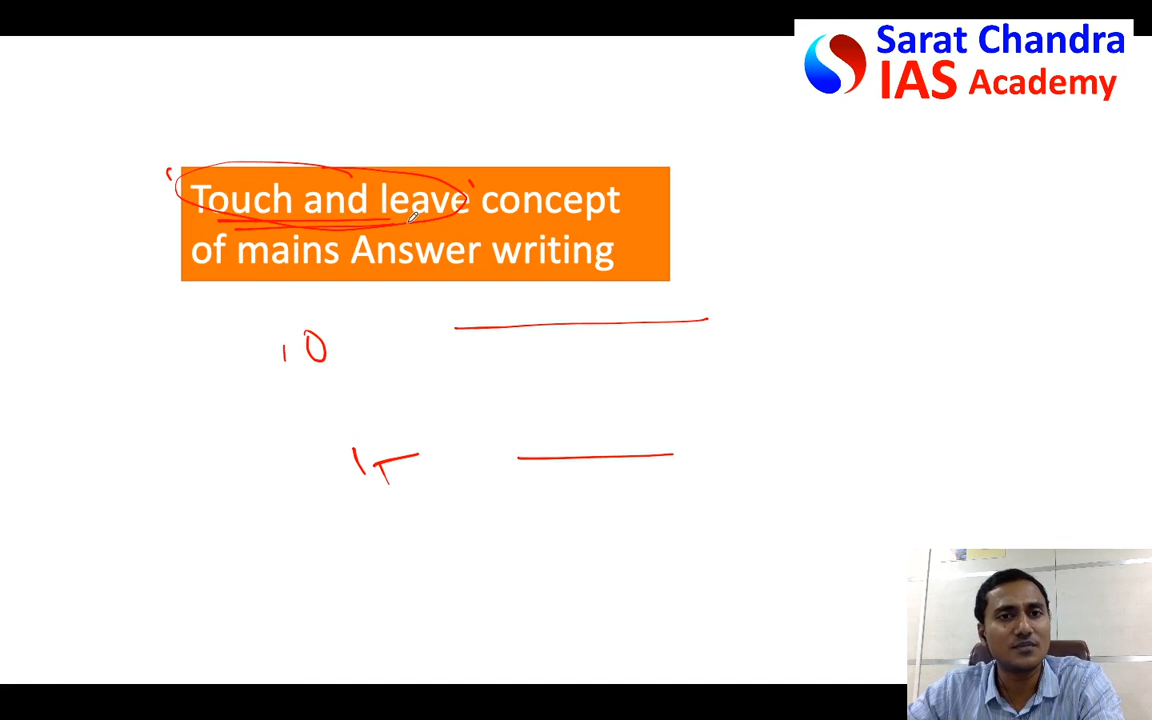 Sarat Chandra
IAS Academy
Touch and leave concept
of mains Answer writing
10
15